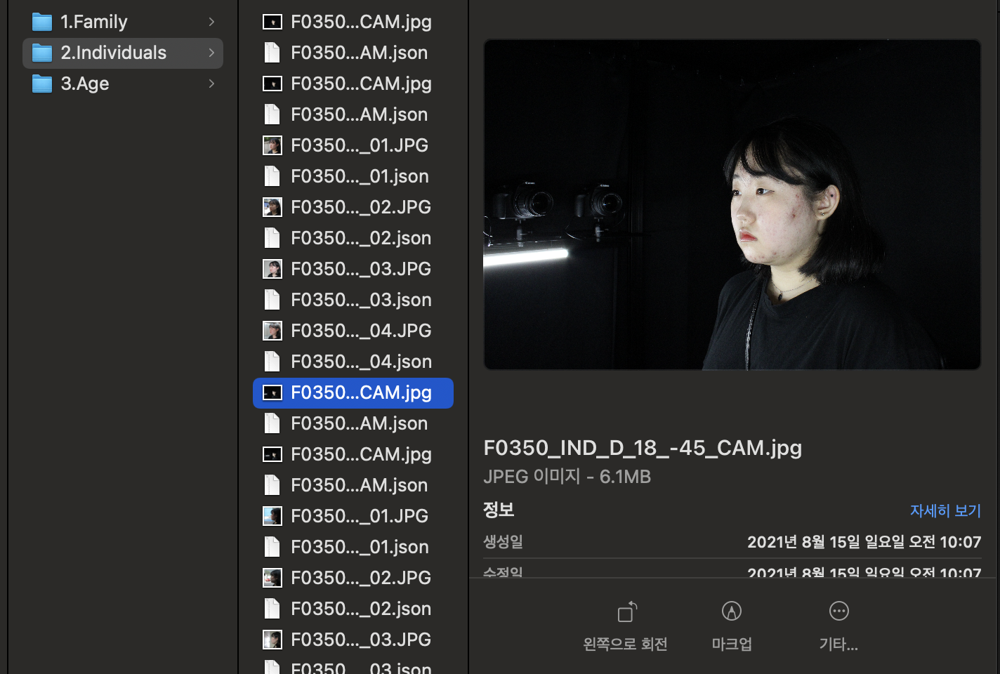 1.Family
2.Individuals
3.Age
F0350...CAM.jpg
F0350...AM.json
F0350...CAM.jpg
F0350...AM.json
F0350..._01.JPG
F0350..._01.json
F0350..._02.JPG
F0350..._02.json
F0350..._03.JPG
F0350..._03.json
F0350..._04.JPG
F0350..._04.json
F0350...CAM.jpg
F0350...AM.json
F0350...CAM.jpg
F0350...AM.json
F0350..._01.JPG
F0350..._01.json
F0350..._02.JPG
F0350..._02.json
F0350..._03.JPG
F0350..._03.json
F0350_IND_D_18_-45_CAM.jpg
JPEG 이미지 - 6.1MB
정보
자세히 보기
생성일
2021년 8월 15일 일요일 오전 10:07
수정일
2021년 8월 15일 일요일 오전 10:07
왼쪽으로 회전
마크업
기타...